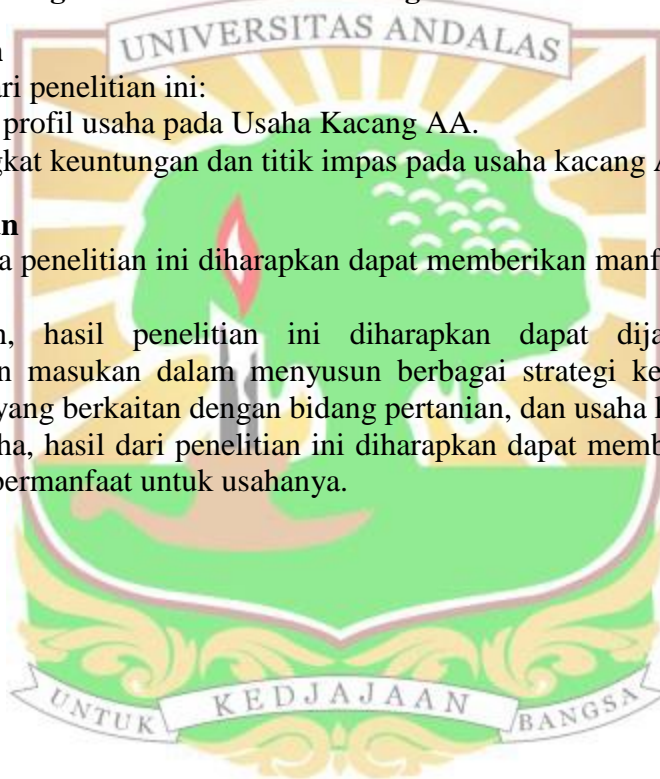 UNIVERSITAS ANDALAS
ari penelitian ini:
profil usaha pada Usaha Kacang AA.
gkat keuntungan dan titik impas pada usaha kacang
an
a penelitian ini diharapkan dapat memberikan manf
n, hasil penelitian ini diharapkan dapat dija
n masukan dalam menyusun berbagai strategi ke
yang berkaitan dengan bidang pertanian, dan usaha
ha, hasil dari penelitian ini diharapkan dapat memb
bermanfaat untuk usahanya.
UNTUK KEDJAJAAN BANGSA